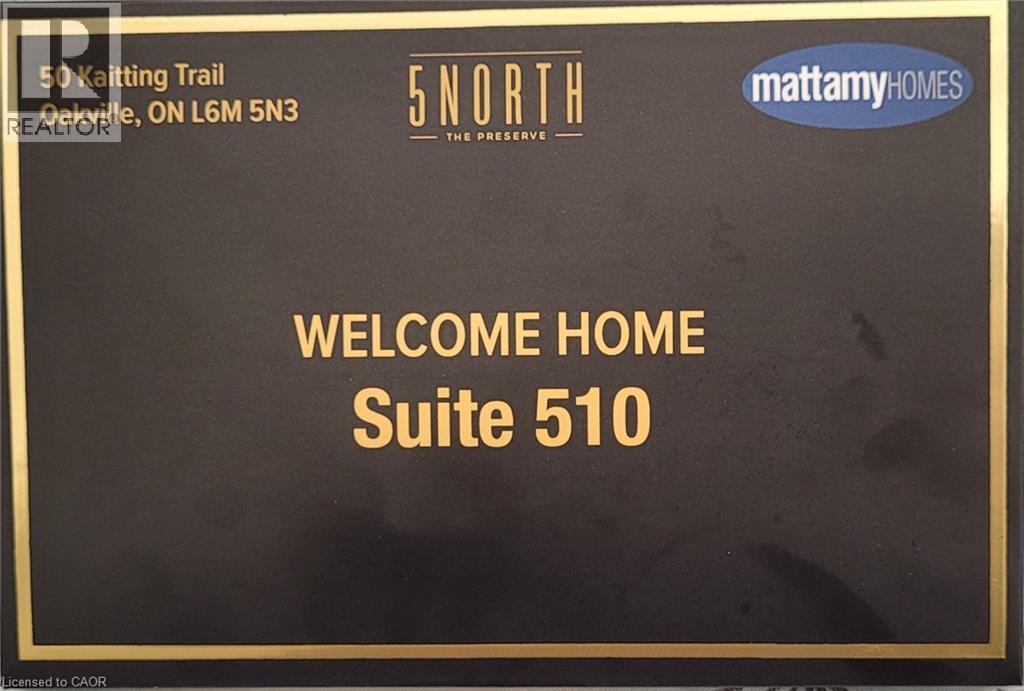 50 Kaitting Trail
Oakville, ON L6M 5N3
R
REALTOR®
5NORTH
THE PRESERVE
mattamyHOMES
WELCOME HOME
Suite 510
Licensed to CAOR